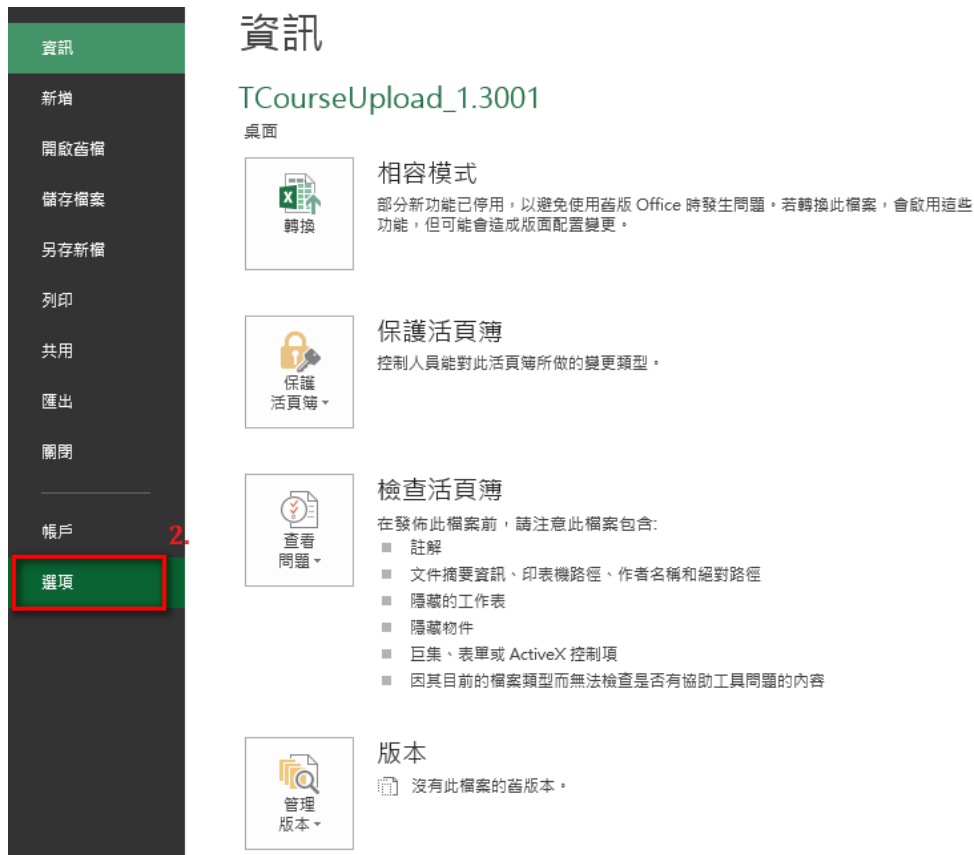 資訊
新增
開啟舊檔
儲存檔案
另存新檔
列印
共用
匯出
關閉
帳戶
2.
選項
資訊
TCourseUpload_1.3001
桌面
轉換
相容模式
部分新功能已停用，以避免使用舊版 Office 時發生問題。若轉換此檔案，會啟用這些
功能，但可能會造成版面配置變更。
保護
活頁簿
保護活頁簿
控制人員能對此活頁簿所做的變更類型。
查看
問題
檢查活頁簿
在發佈此檔案前，請注意此檔案包含:
註解
文件摘要資訊、印表機路徑、作者名稱和絕對路徑
隱藏的工作表
隱藏物件
巨集、表單或 ActiveX 控制項
因其目前的檔案類型而無法檢查是否有協助工具問題的內容
管理
版本
版本
沒有此檔案的舊版本。